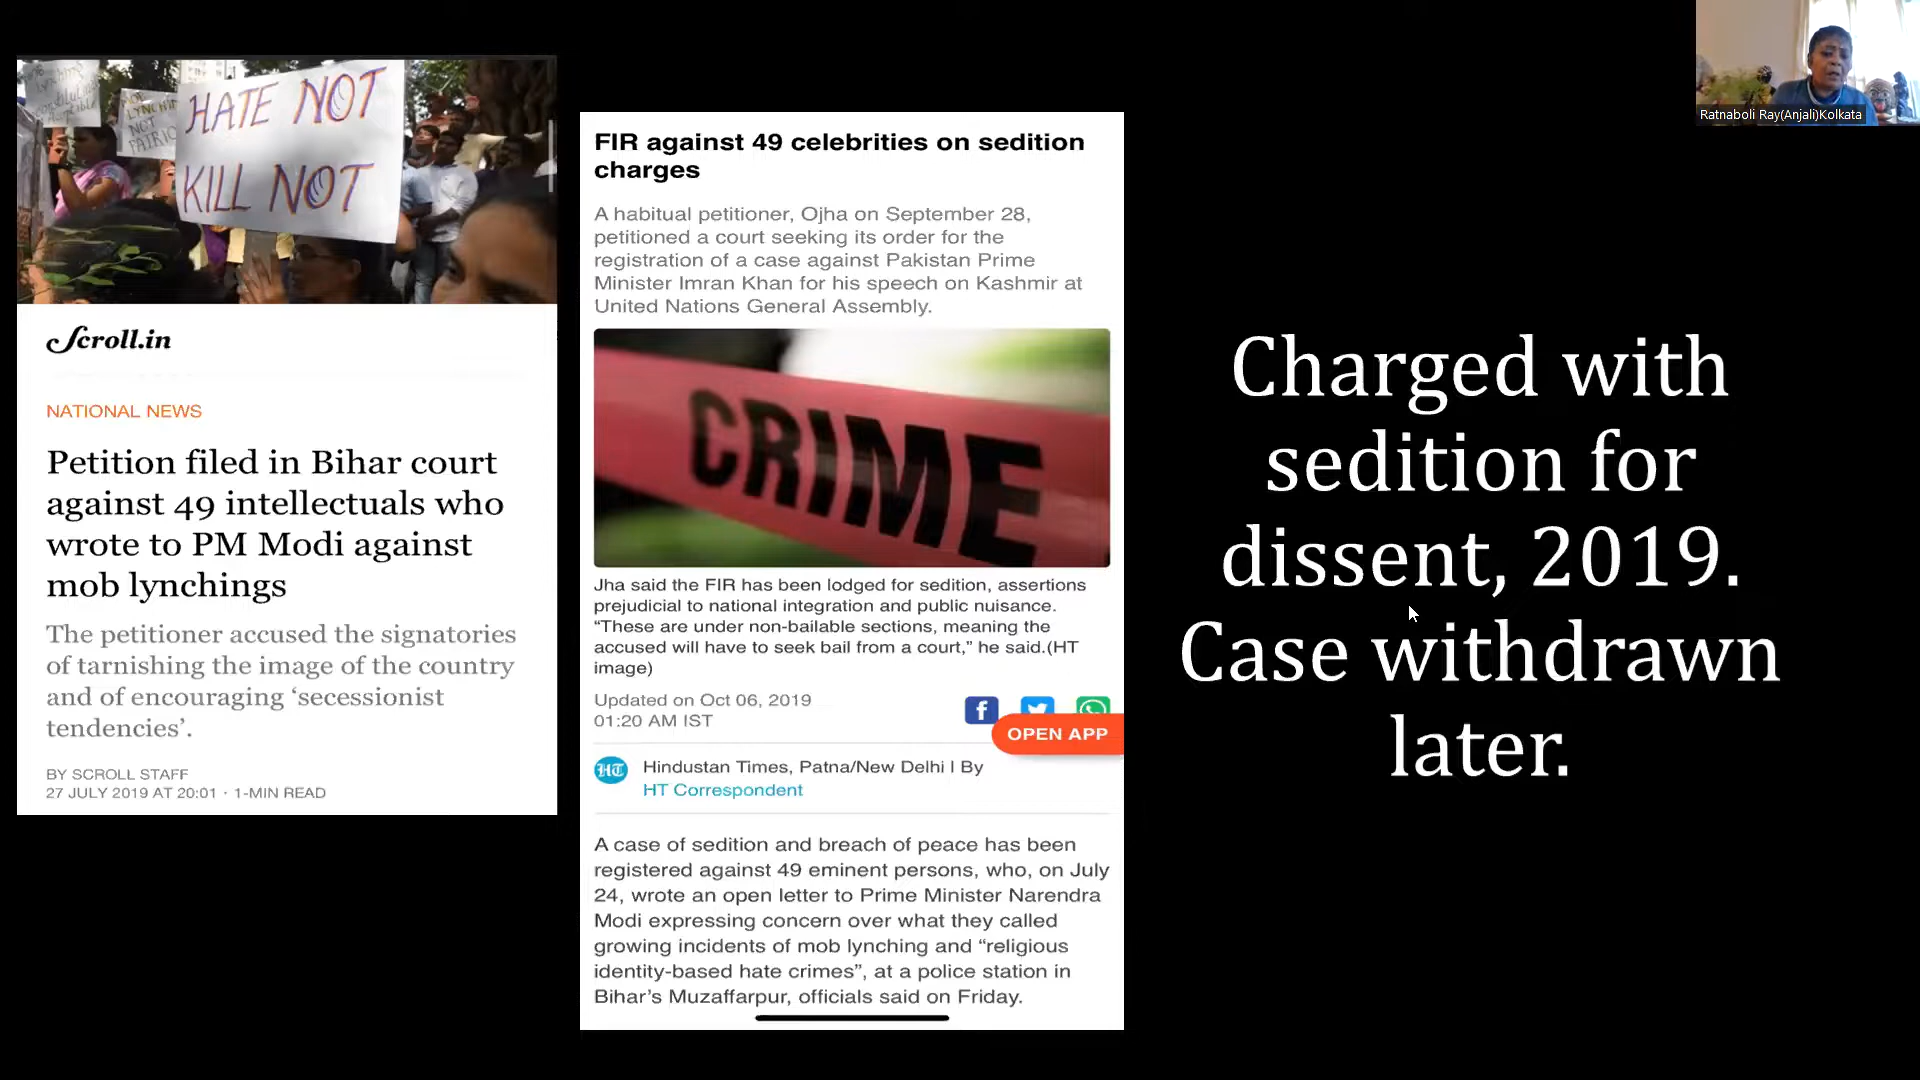 HATE NOT
KILL NOT
LYNCHIN
NOT
Scroll.in
NATIONAL NEWS
Petition filed in Bihar court
against 49 intellectuals who
wrote to PM Modi against
mob lynchings
The petitioner accused the signatories
of tarnishing the image of the country
and of encouraging ‘secessionist
tendencies’.
BY SCROLL STAFF
27 JULY 2019 AT 20:01 · 1-MIN READ
FIR against 49 celebrities on sedition
charges
A habitual petitioner, Ojha on September 28,
petitioned a court seeking its order for the
registration of a case against Pakistan Prime
Minister Imran Khan for his speech on Kashmir at
United Nations General Assembly.
CRIME
Jha said the FIR has been lodged for sedition, assertions
prejudicial to national integration and public nuisance.
“These are under non-bailable sections, meaning the
accused will have to seek bail from a court,” he said.(HT
image)
Updated on Oct 06, 2019
01:20 AM IST
OPEN APP
HT
Hindustan Times, Patna/New Delhi | By
HT Correspondent
A case of sedition and breach of peace has been
registered against 49 eminent persons, who, on July
24, wrote an open letter to Prime Minister Narendra
Modi expressing concern over what they called
growing incidents of mob lynching and “religious
identity-based hate crimes”, at a police station in
Bihar’s Muzaffarpur, officials said on Friday.
Charged with
sedition for
dissent, 2019.
Case withdrawn
later.
Ratnaboli Ray(Anjali)Kolkata